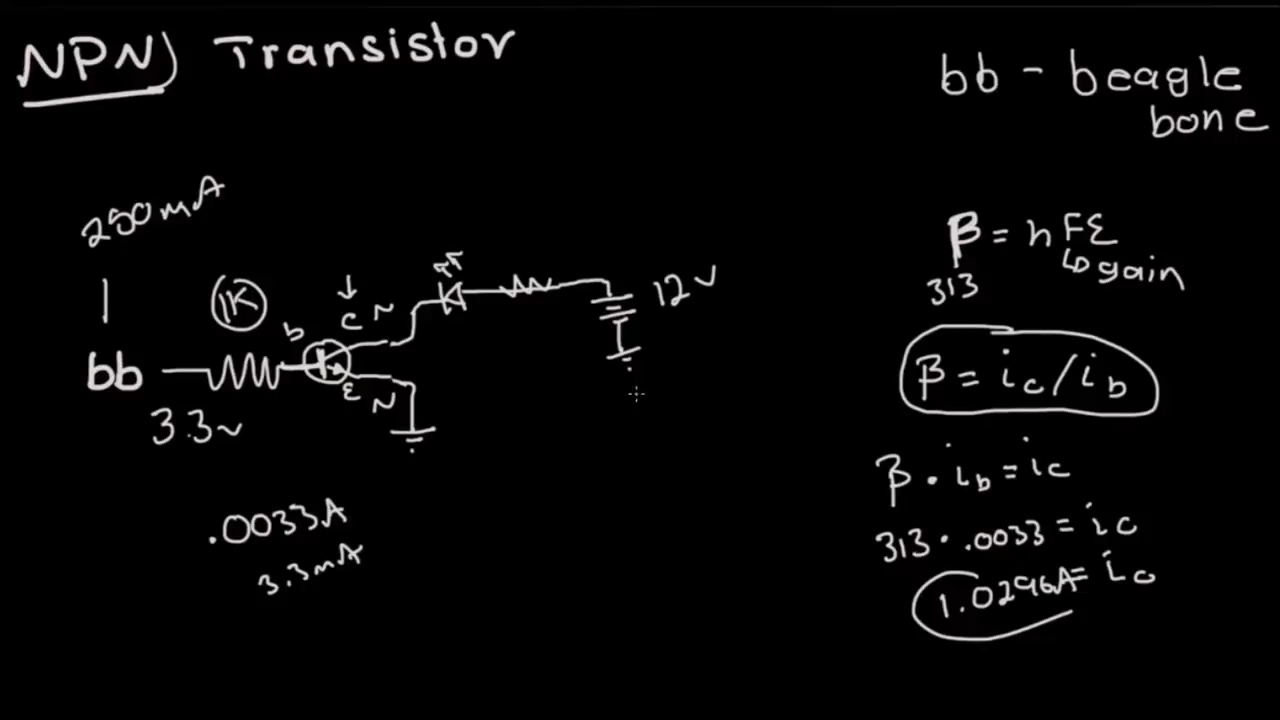 NPN Transistor
bb - beagle
bone
250mA
1K
b
C N
E N
12V
bb
3.3v
.0033A
3.3mA
β = hFE
313
gain
β = ic/ib
β · ib = ic
313 · .0033 = ic
1.0296A = ic